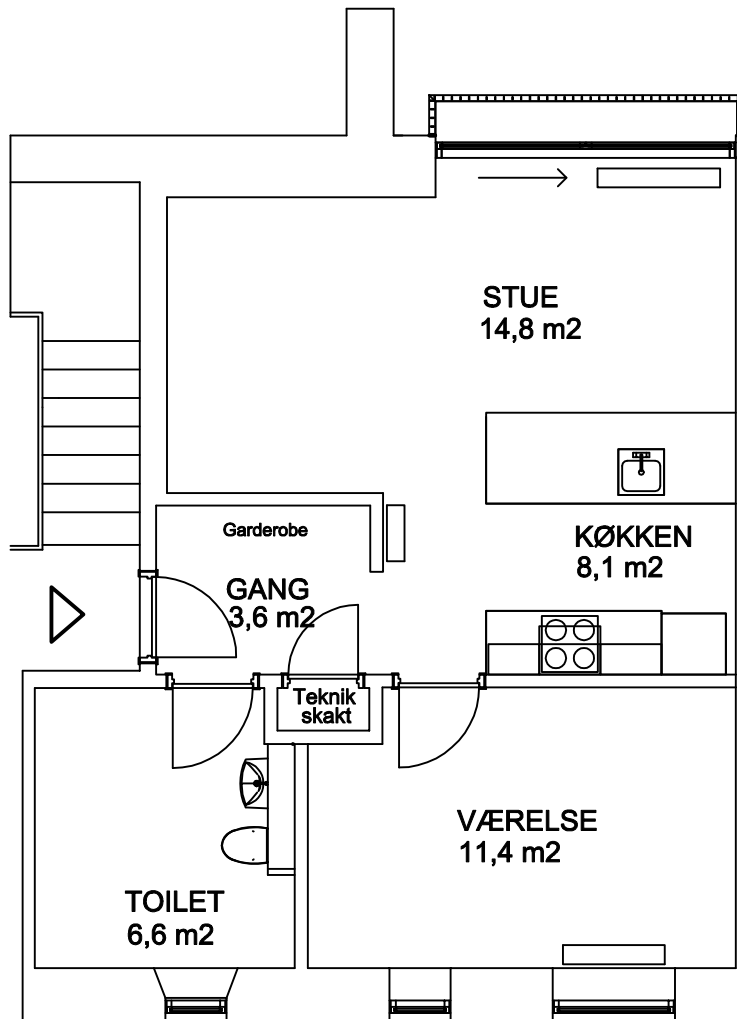 STUE
14,8 m2
KØKKEN
8,1 m2
Garderobe
GANG
3,6 m2
Teknik
skakt
VÆRELSE
11,4 m2
TOILET
6,6 m2